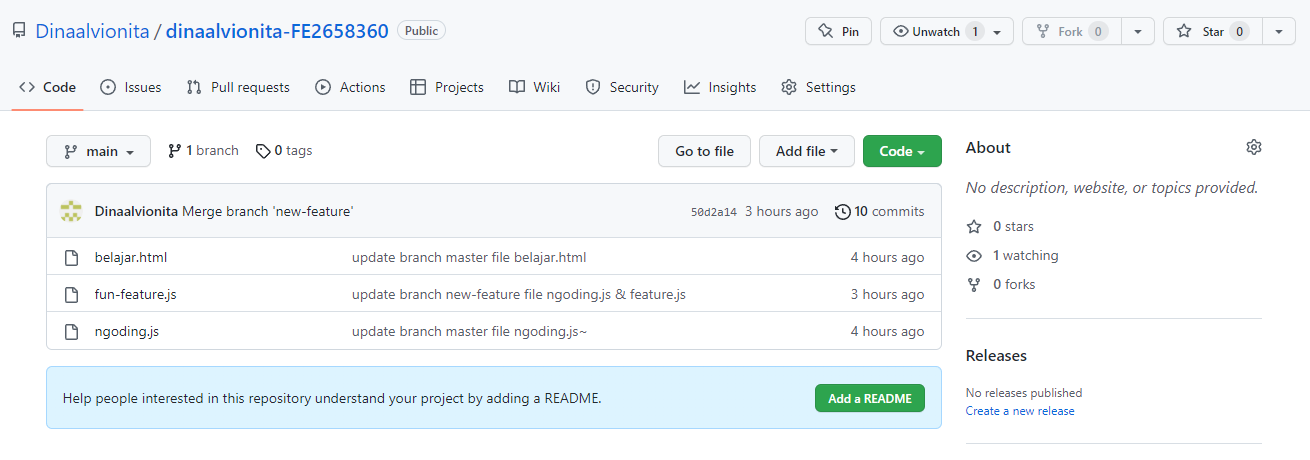 Dinaalvionita / dinaalvionita-FE2658360 Public
Pin
Unwatch 1
Fork 0
Star 0
Code
Issues
Pull requests
Actions
Projects
Wiki
Security
Insights
Settings
main
1 branch
0 tags
Go to file
Add file
Code
Dinaalvionita Merge branch 'new-feature' 50d2a14 3 hours ago 10 commits
belajar.html update branch master file belajar.html 4 hours ago
fun-feature.js update branch new-feature file ngoding.js & feature.js 3 hours ago
ngoding.js update branch master file ngoding.js~ 4 hours ago
Help people interested in this repository understand your project by adding a README.
Add a README
About
No description, website, or topics provided.
0 stars
1 watching
0 forks
Releases
No releases published
Create a new release